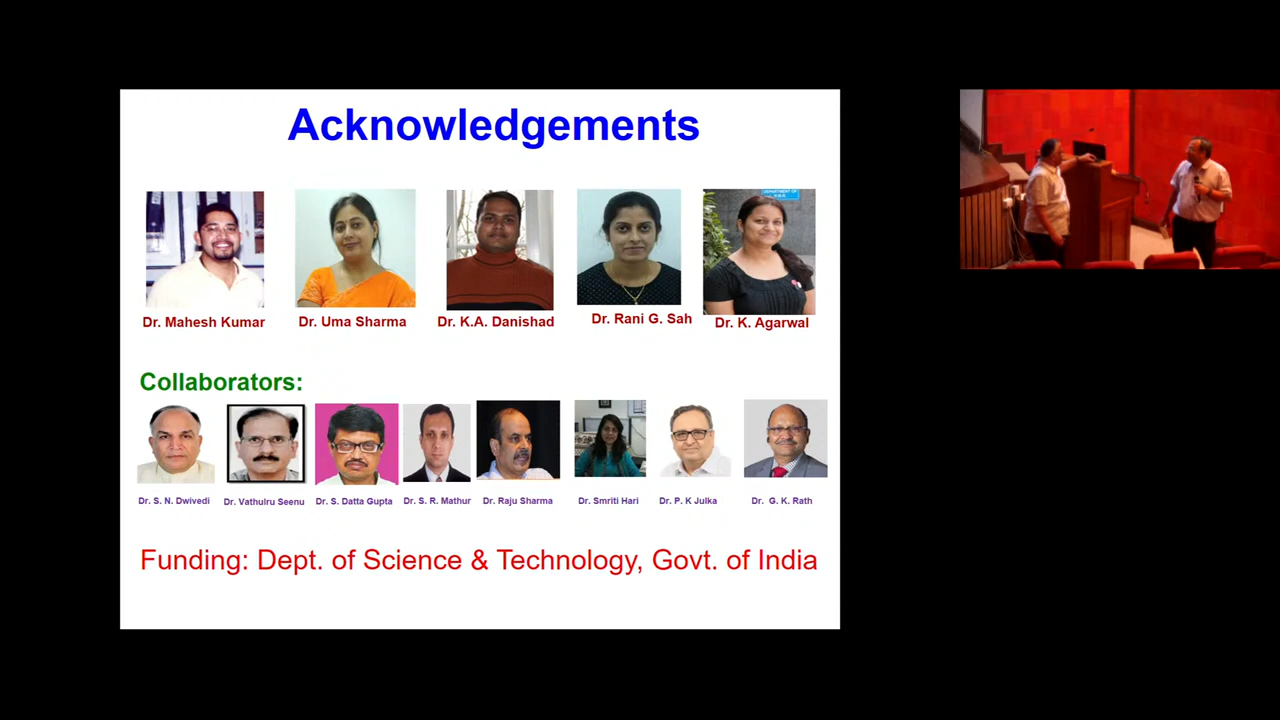 Acknowledgements
DEPARTMENT OF
Dr. Mahesh Kumar
Dr. Uma Sharma
Dr. K.A. Danishad
Dr. Rani G. Sah
Dr. K. Agarwal
Collaborators:
Dr. S. N. Dwivedi
Dr. Vathulru Seenu
Dr. S. Datta Gupta
Dr. S. R. Mathur
Dr. Raju Sharma
Dr. Smriti Hari
Dr. P. K Julka
Dr. G. K. Rath
Funding: Dept. of Science & Technology, Govt. of India